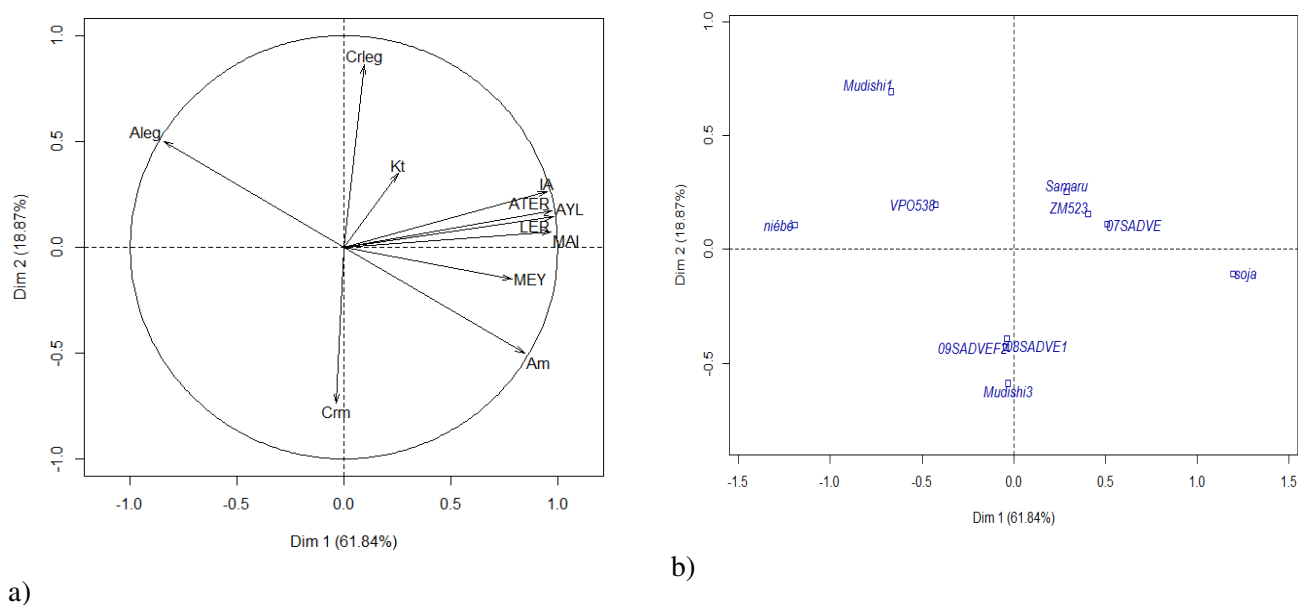 1.0
0.5
0.0
-0.5
-1.0
Dim 2 (18.87%)
Crleg
Aleg
Kt
IA
ATER
AYL
LER
MAI
MEY
Am
Crm
-1.0
-0.5
0.0
0.5
1.0
Dim 1 (61.84%)
a)
1.0
0.5
0.0
-0.5
Dim 2 (18.87%)
Mudishi1
Samaru
VPO538
ZM523
niébé
07SADVE
soja
09SADVEF2
08SADVE1
Mudishi3
-1.5
-1.0
-0.5
0.0
0.5
1.0
1.5
Dim 1 (61.84%)
b)